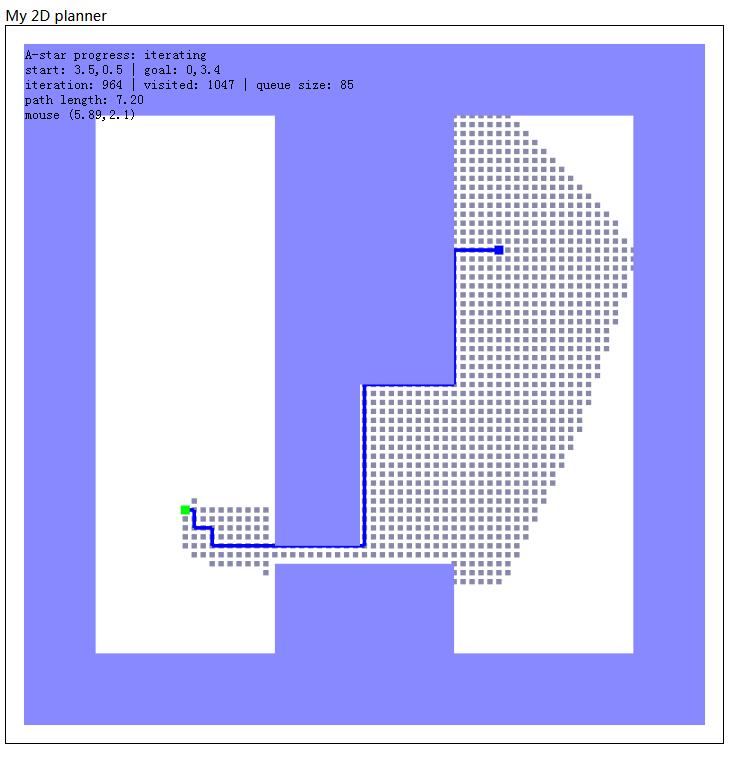 My 2D planner
A-star progress: iterating
start: 3.5,0.5 | goal: 0,3.4
iteration: 964 | visited: 1047 | queue size: 85
path length: 7.20
mouse (5.89,2.1)